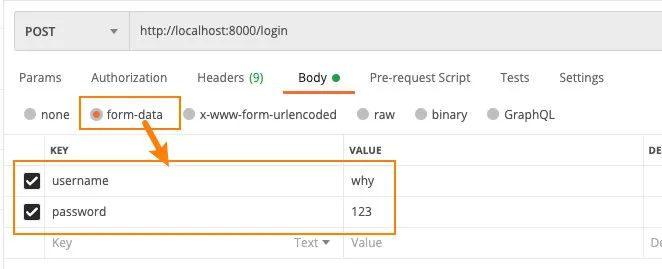 POST http://localhost:8000/login
Params Authorization Headers (9) Body Pre-request Script Tests Settings
none form-data x-www-form-urlencoded raw binary GraphQL
KEY VALUE DE
username why
password 123
Key Text Value De